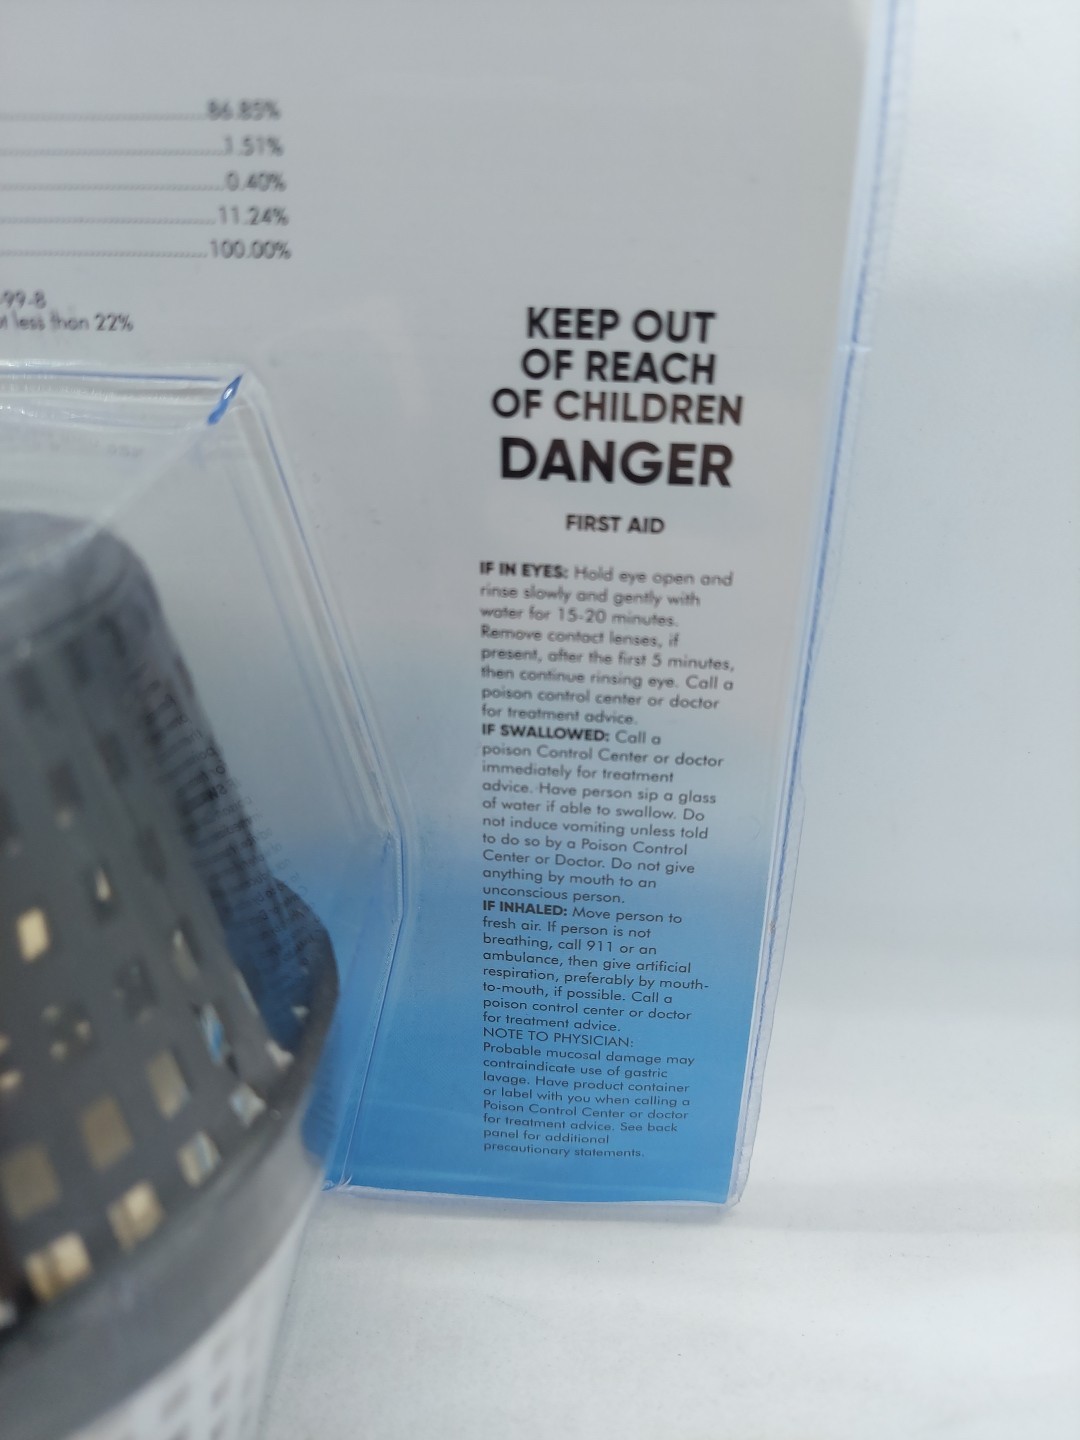 86.85%
1.51%
0.40%
11.24%
100.00%
-99-8
less than 22%
KEEP OUT
OF REACH
OF CHILDREN
DANGER
FIRST AID
IF IN EYES: Hold eye open and
rinse slowly and gently with
water for 15-20 minutes.
Remove contact lenses, if
present, after the first 5 minutes,
then continue rinsing eye. Call a
poison control center or doctor
for treatment advice.
IF SWALLOWED: Call a
poison Control Center or doctor
immediately for treatment
advice. Have person sip a glass
of water if able to swallow. Do
not induce vomiting unless told
to do so by a Poison Control
Center or Doctor. Do not give
anything by mouth to an
unconscious person.
IF INHALED: Move person to
fresh air. If person is not
breathing, call 911 or an
ambulance, then give artificial
respiration, preferably by mouth-
to-mouth, if possible. Call a
poison control center or doctor
for treatment advice.
NOTE TO PHYSICIAN:
Probable mucosal damage may
contraindicate use of gastric
lavage. Have product container
or label with you when calling a
Poison Control Center or doctor
for treatment advice. See back
panel for additional
precautionary statements.